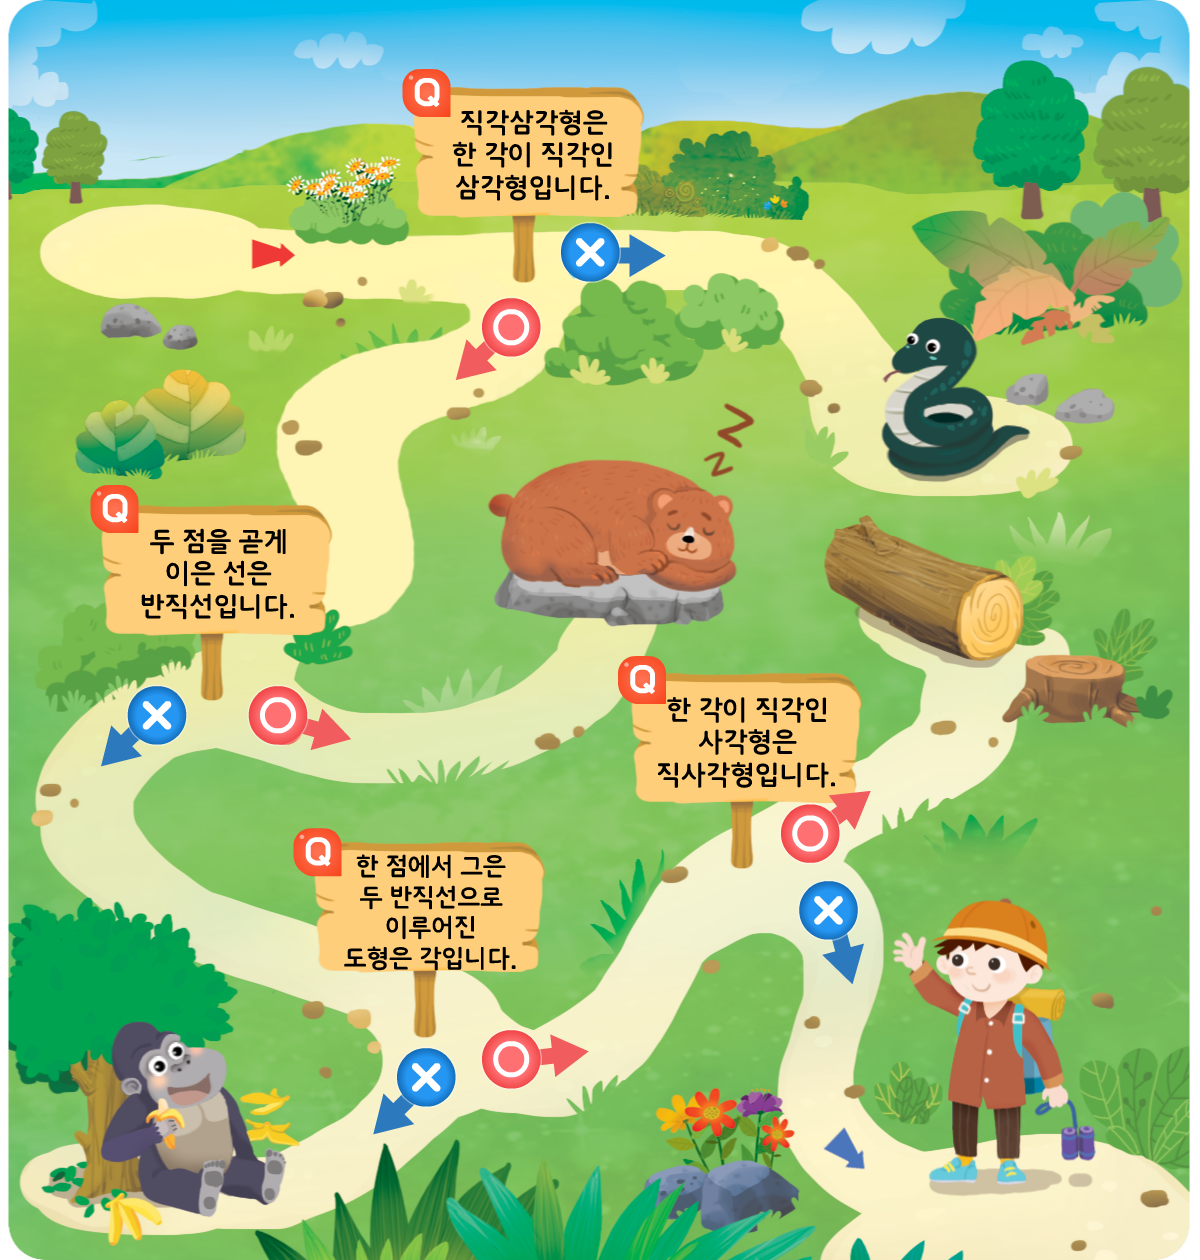 Q
직각삼각형은
한 각이 직각인
삼각형입니다.
Z
Z
Q
두 점을 곧게
이은 선은
반직선입니다.
Q
한 각이 직각인
사각형은
직사각형입니다.
Q
한 점에서 그은
두 반직선으로
이루어진
도형은 각입니다.